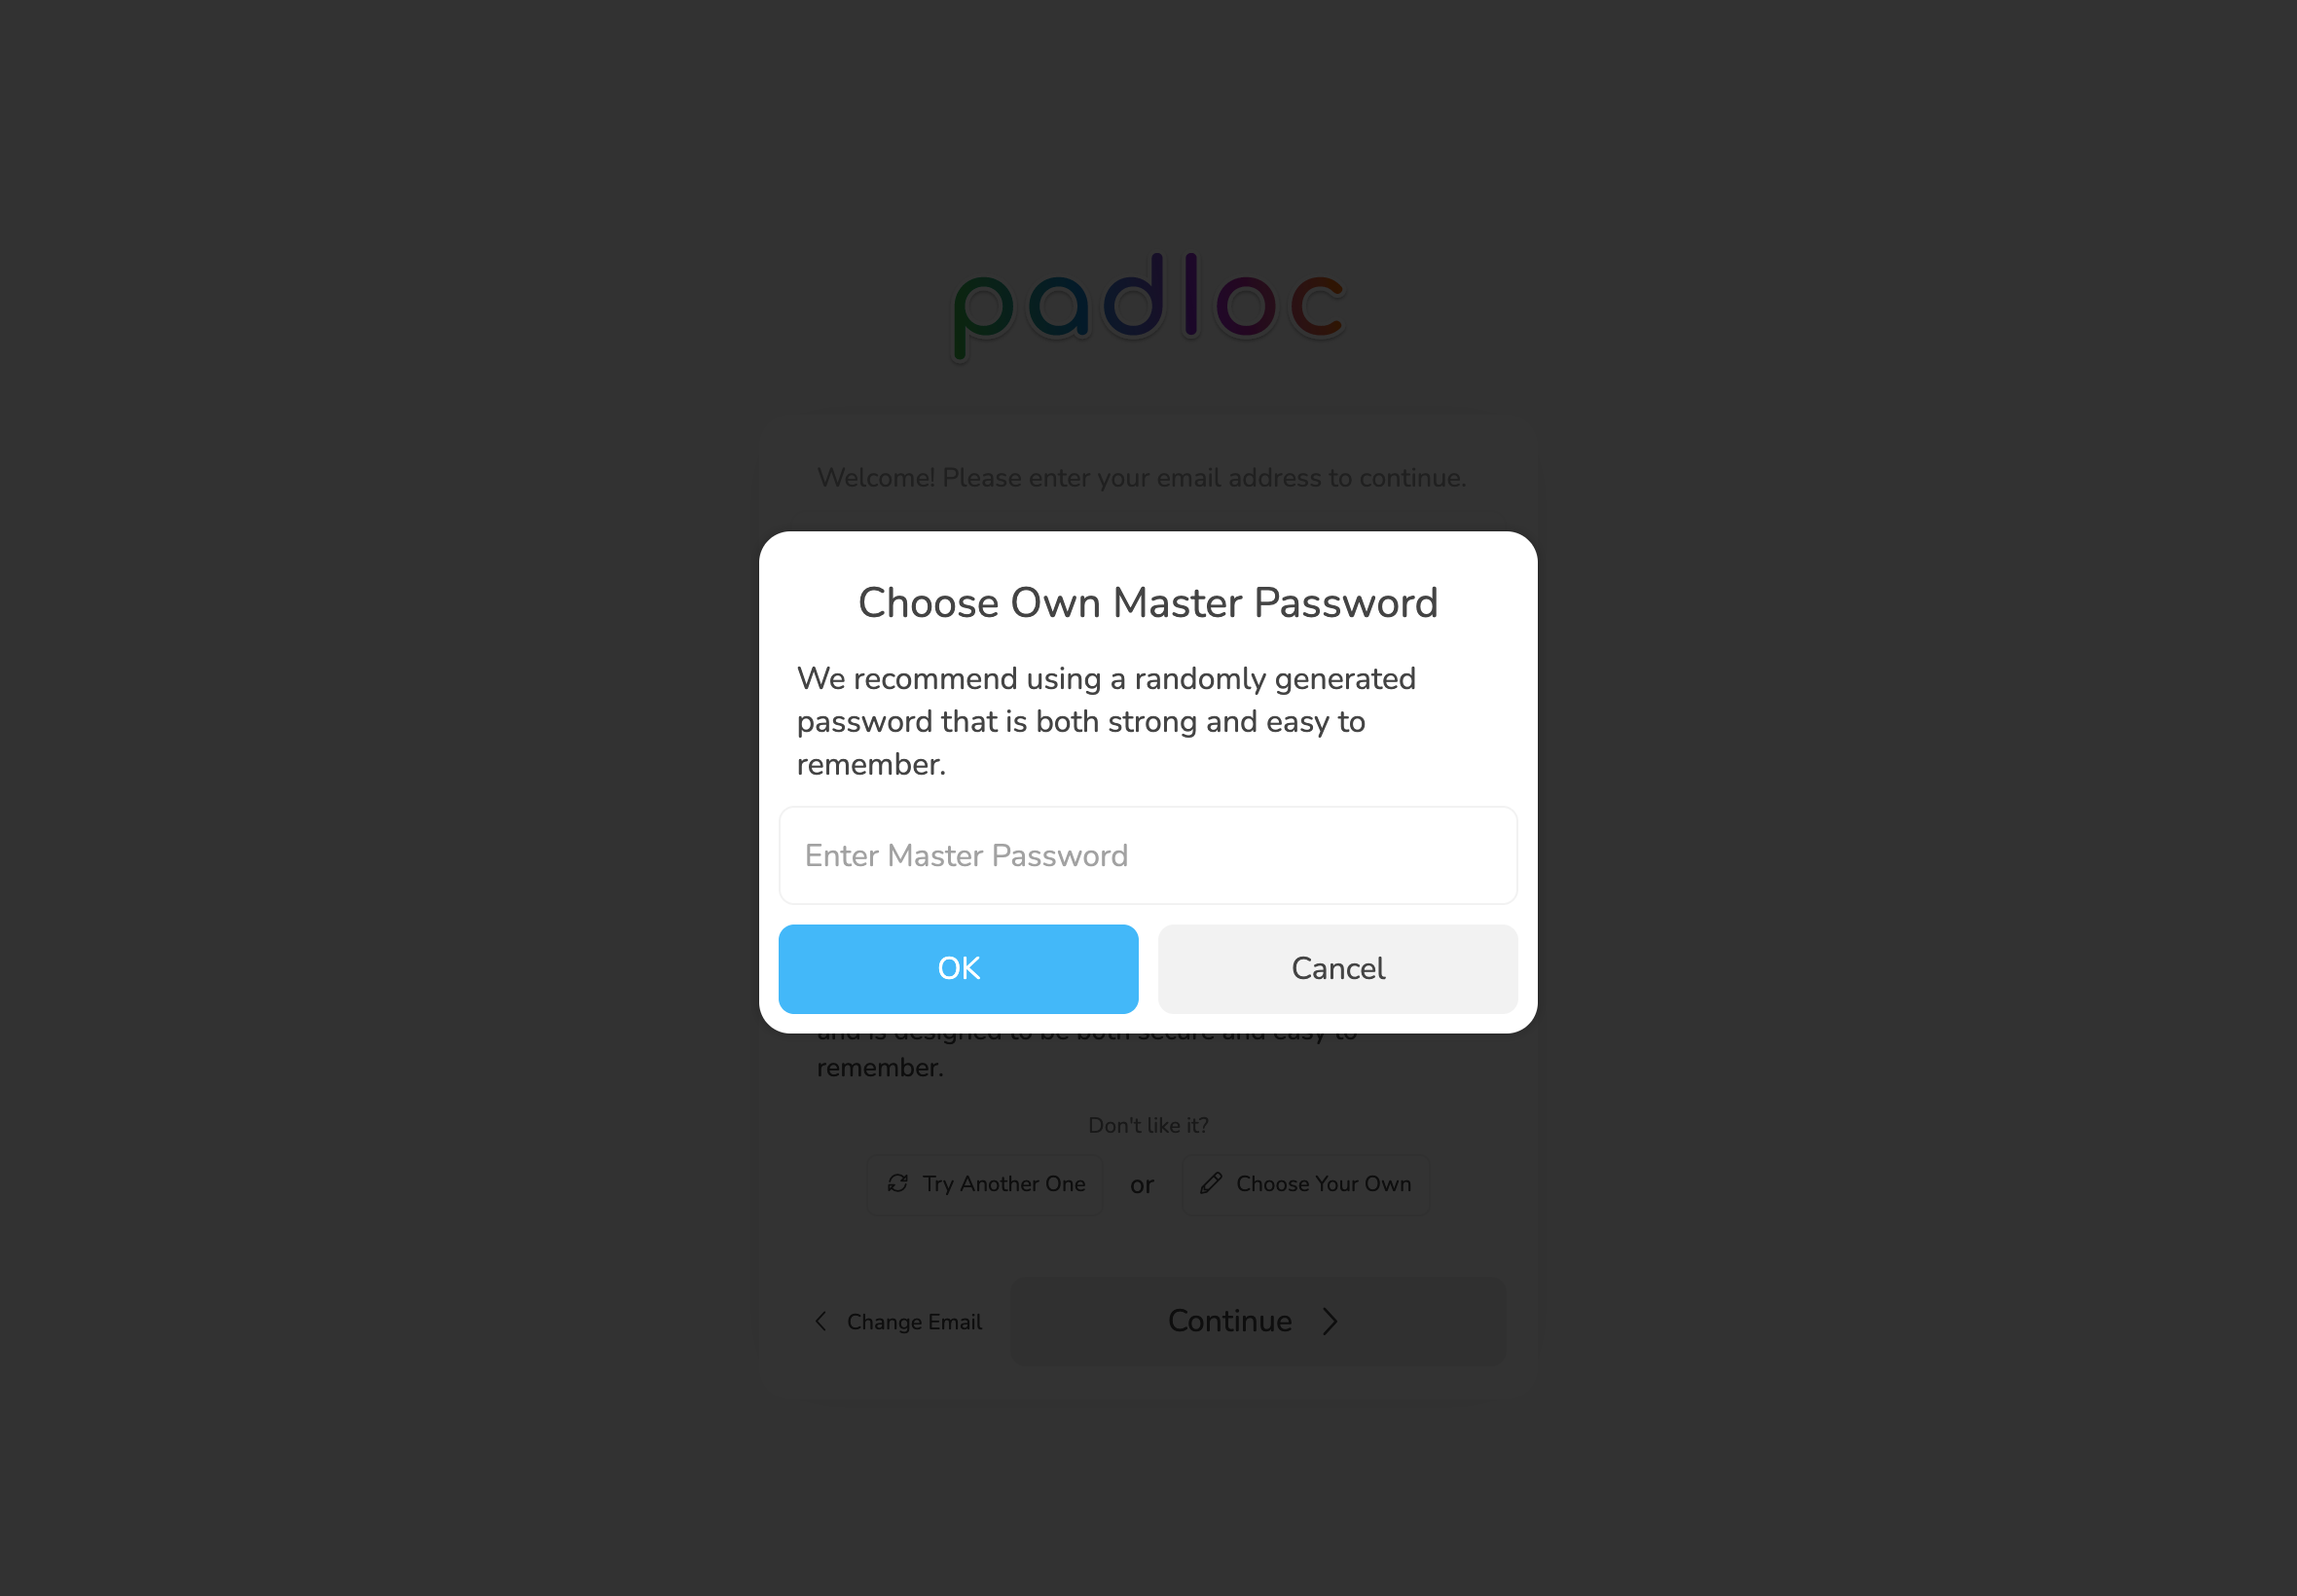 padloc
Welcome! Please enter your email address to continue.
Choose Own Master Password
We recommend using a randomly generated
password that is both strong and easy to
remember.
Enter Master Password
OK
Cancel
and is designed to be both secure and easy to
remember.
Don't like it?
Try Another One or Choose Your Own
Change Email
Continue